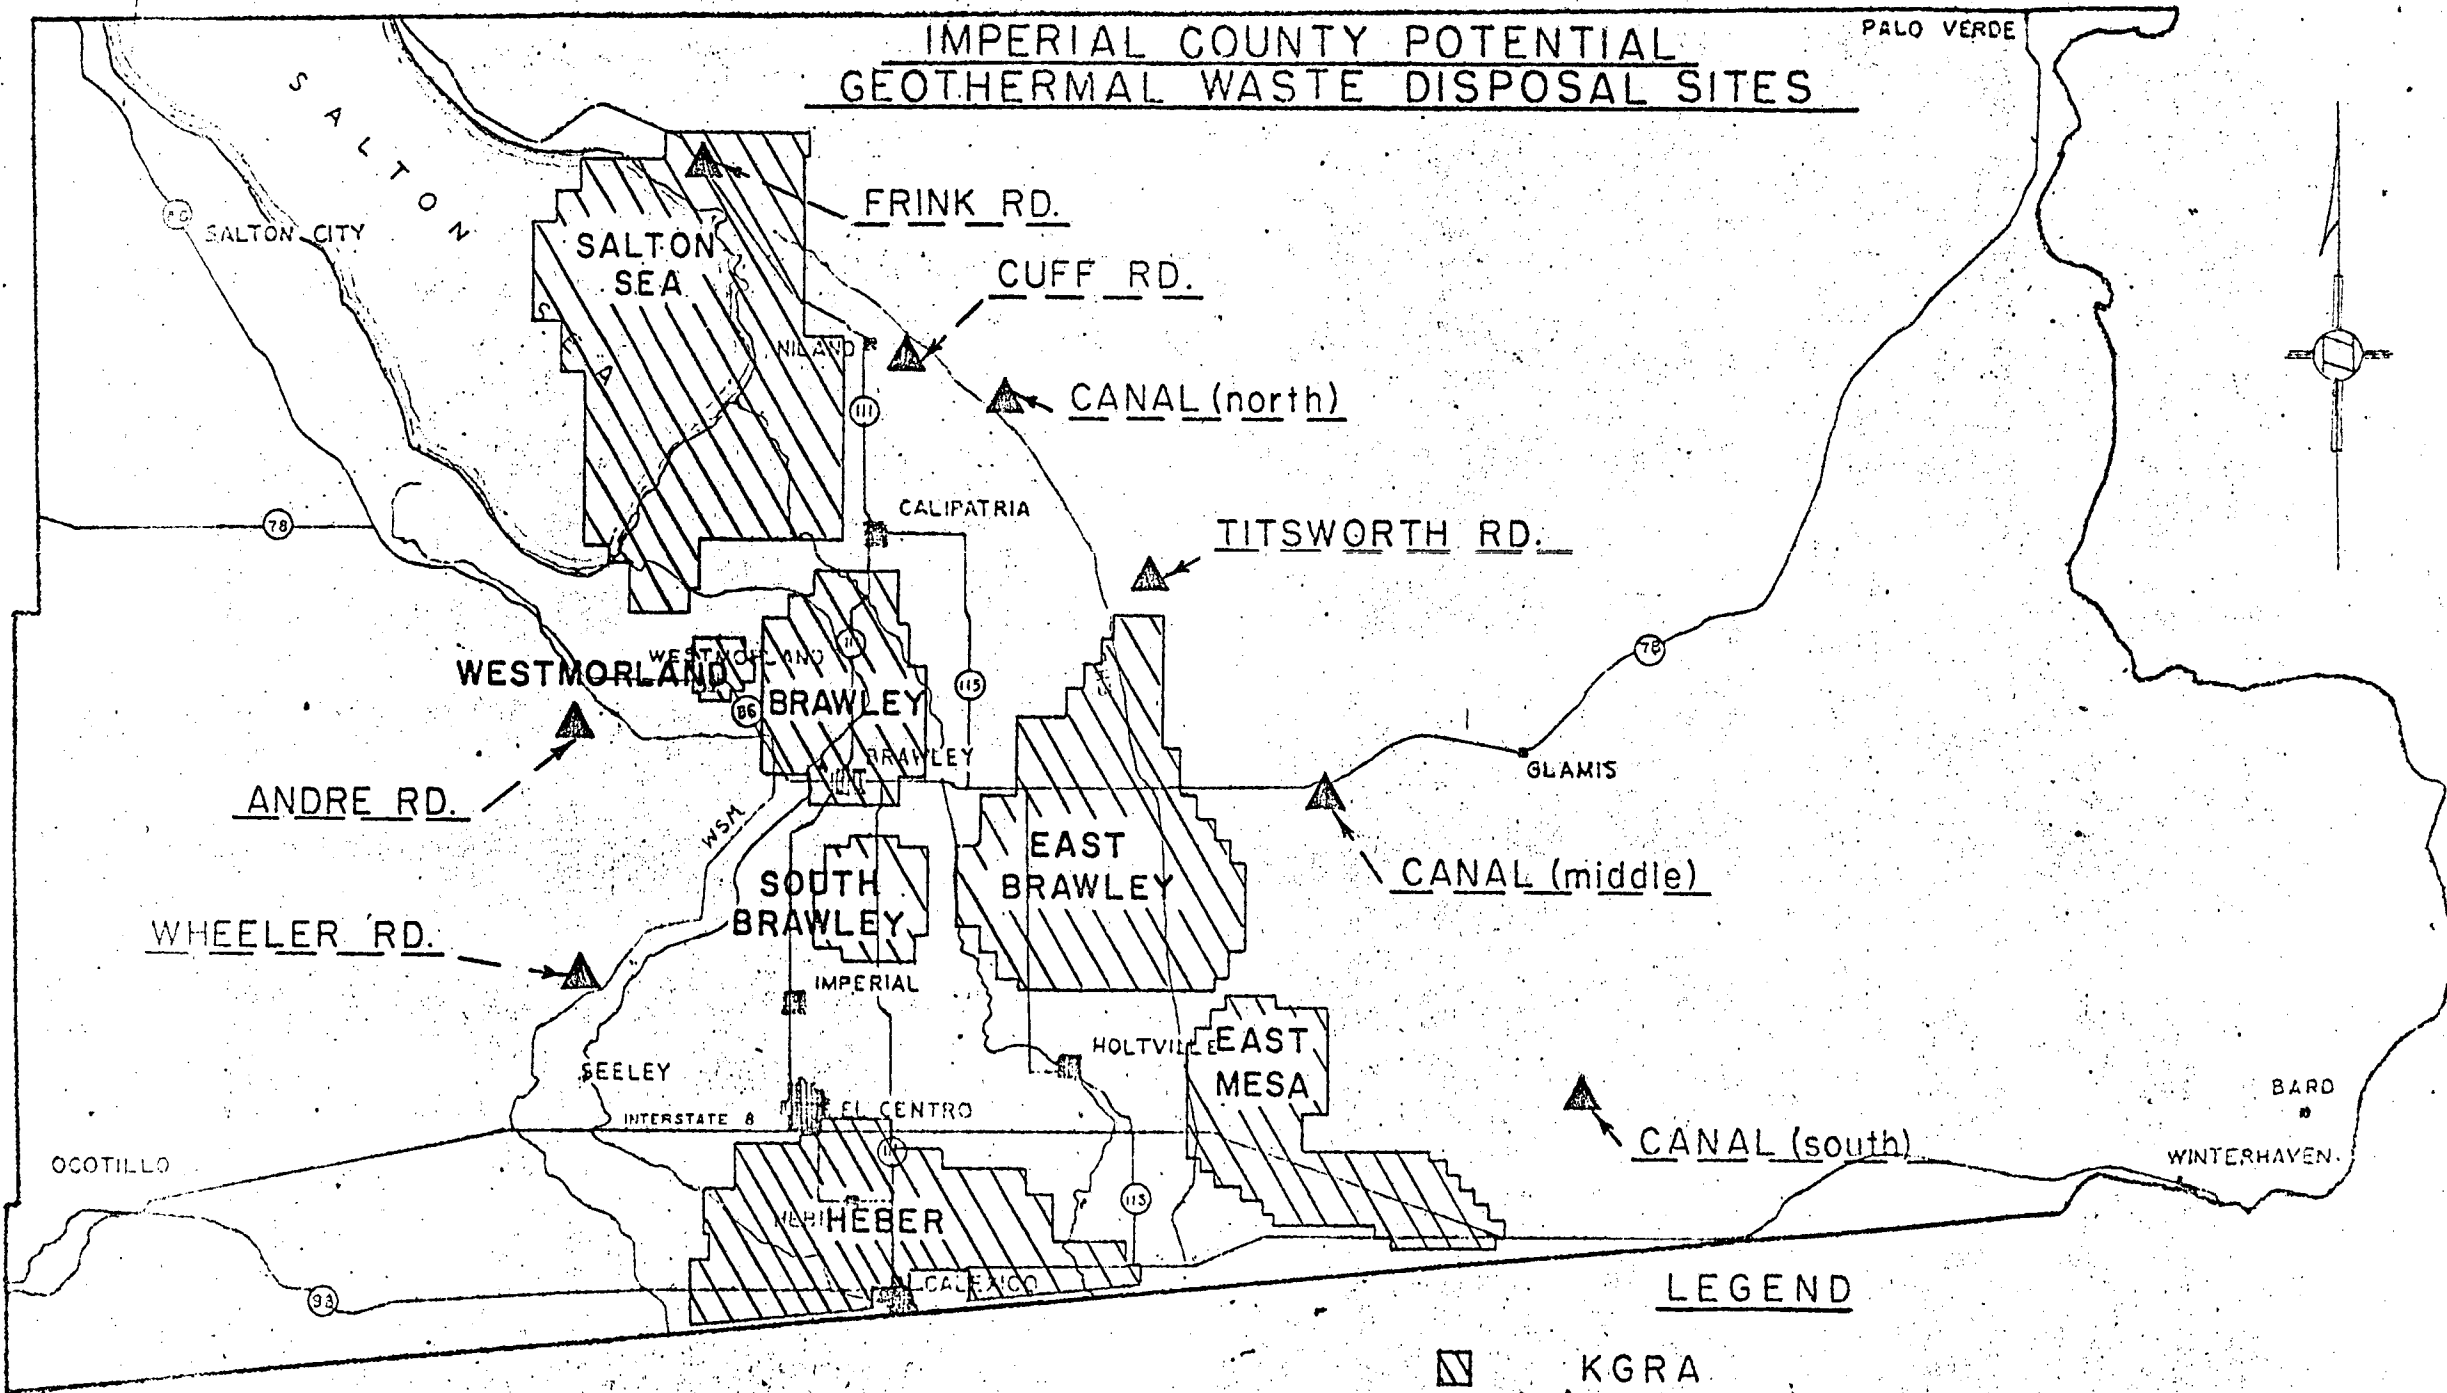 IMPERIAL COUNTY POTENTIAL
GEOTHERMAL WASTE DISPOSAL SITES
PALO VERDE
SALTON SEA
SALTON CITY
FRINK RD.
SALTON
SEA
CUFF RD.
NILAND
CANAL (north)
111
CALIPATRIA
78
TITSWORTH RD.
78
WESTMORLAND
WESTMORLAND
115
86
BRAWLEY
BRAWLEY
GLAMIS
ANDRE RD.
WSM
EAST
BRAWLEY
CANAL (middle)
SOUTH
BRAWLEY
WHEELER RD.
IMPERIAL
HOLTVILLE
EAST
MESA
SEELEY
BARD
EL CENTRO
INTERSTATE 8
CANAL (south)
OCOTILLO
WINTERHAVEN
115
HEBER
CALEXICO
LEGEND
KGRA